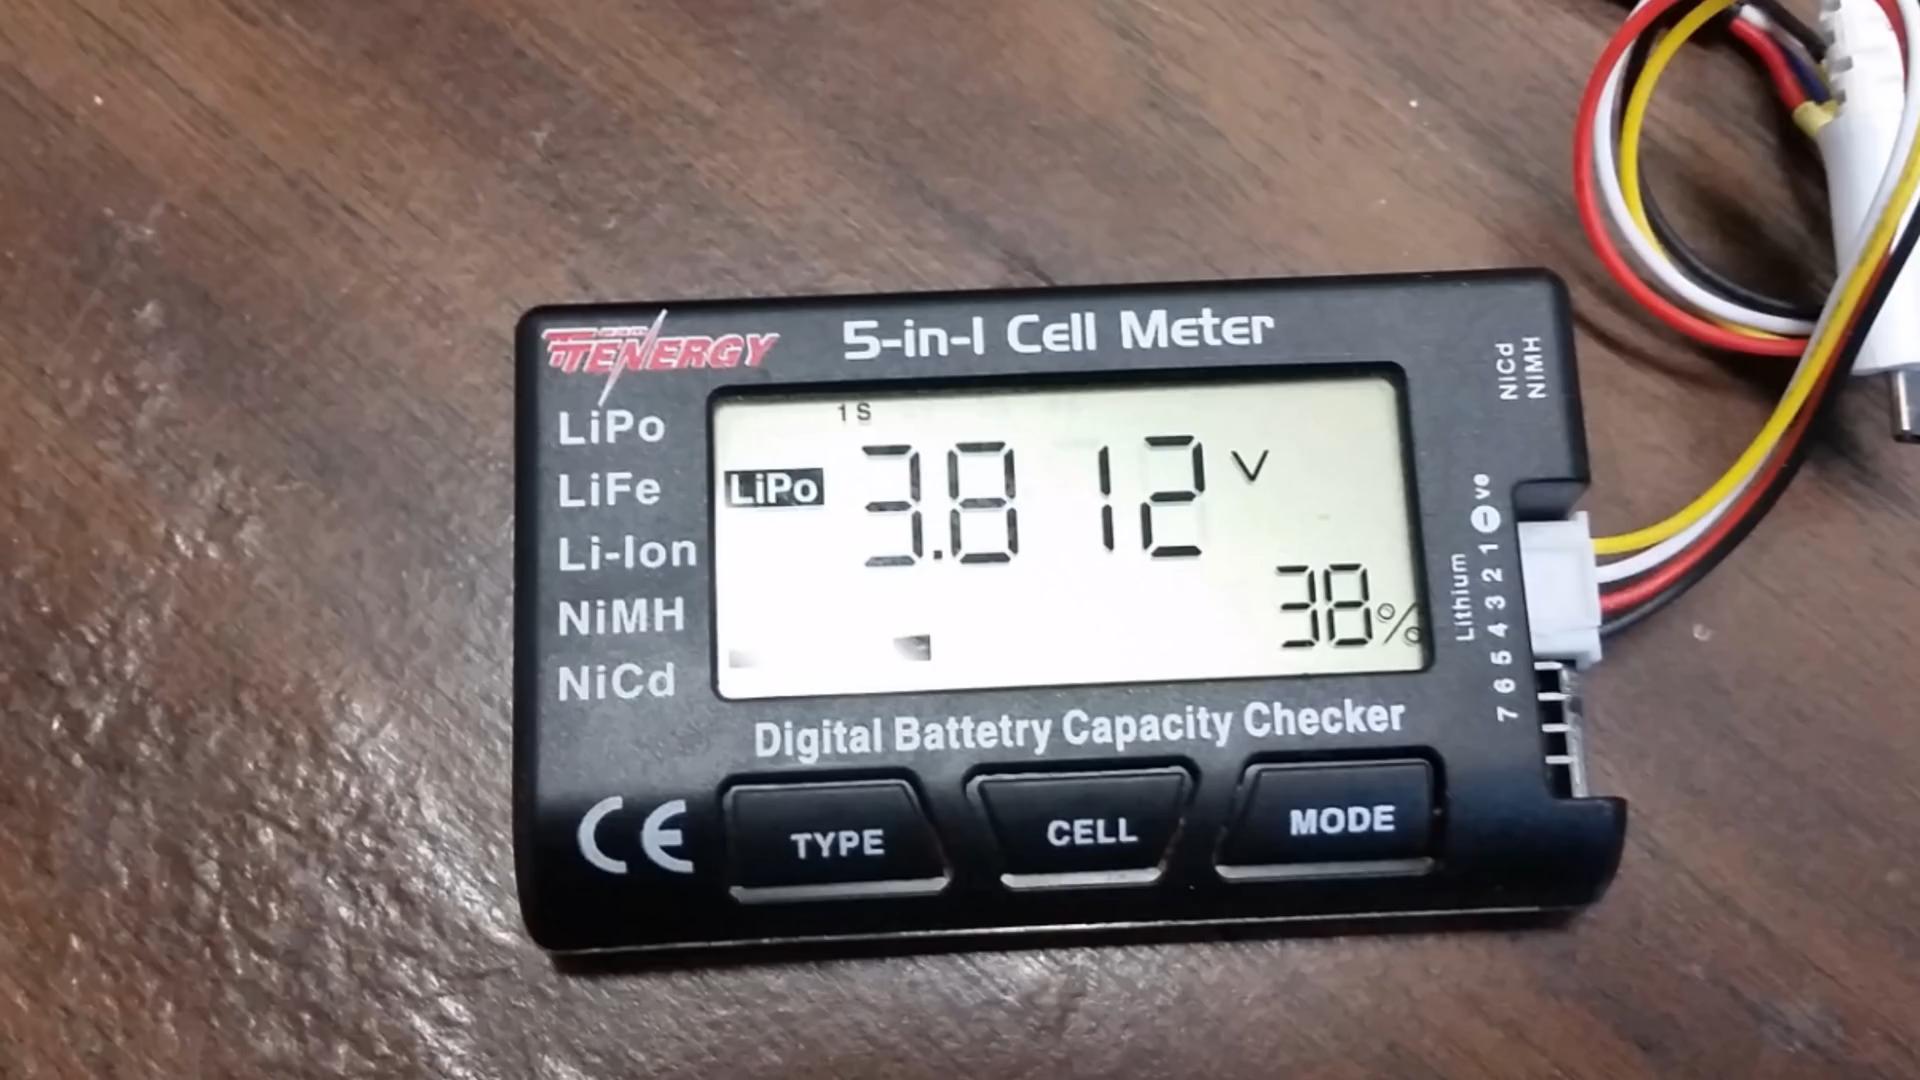 TEAM
TENERGY
5-in-1 Cell Meter
LiPo
LiFe
Li-Ion
NiMH
NiCd
1 S
LiPo
3.812 V
38%
NiCd
NiMH
Lithium
7 6 5 4 3 2 1 - ve
Digital Battetry Capacity Checker
CE
TYPE
CELL
MODE